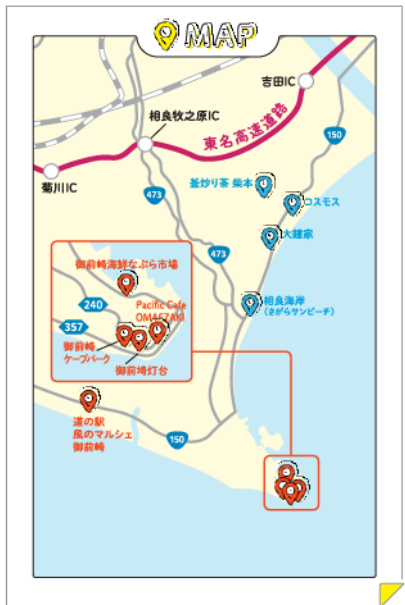 MAP
吉田IC
相良牧之原IC
東名高速道路
150
菊川IC
473
釜炒り茶 柴本
コスモス
大鐘家
473
御前崎海鮮なぶら市場
240
Pacific Cafe
OMAEZAKI
相良海岸
(さがらサンビーチ)
357
御前崎
ケープパーク
御前埼灯台
道の駅
風のマルシェ
御前崎
150